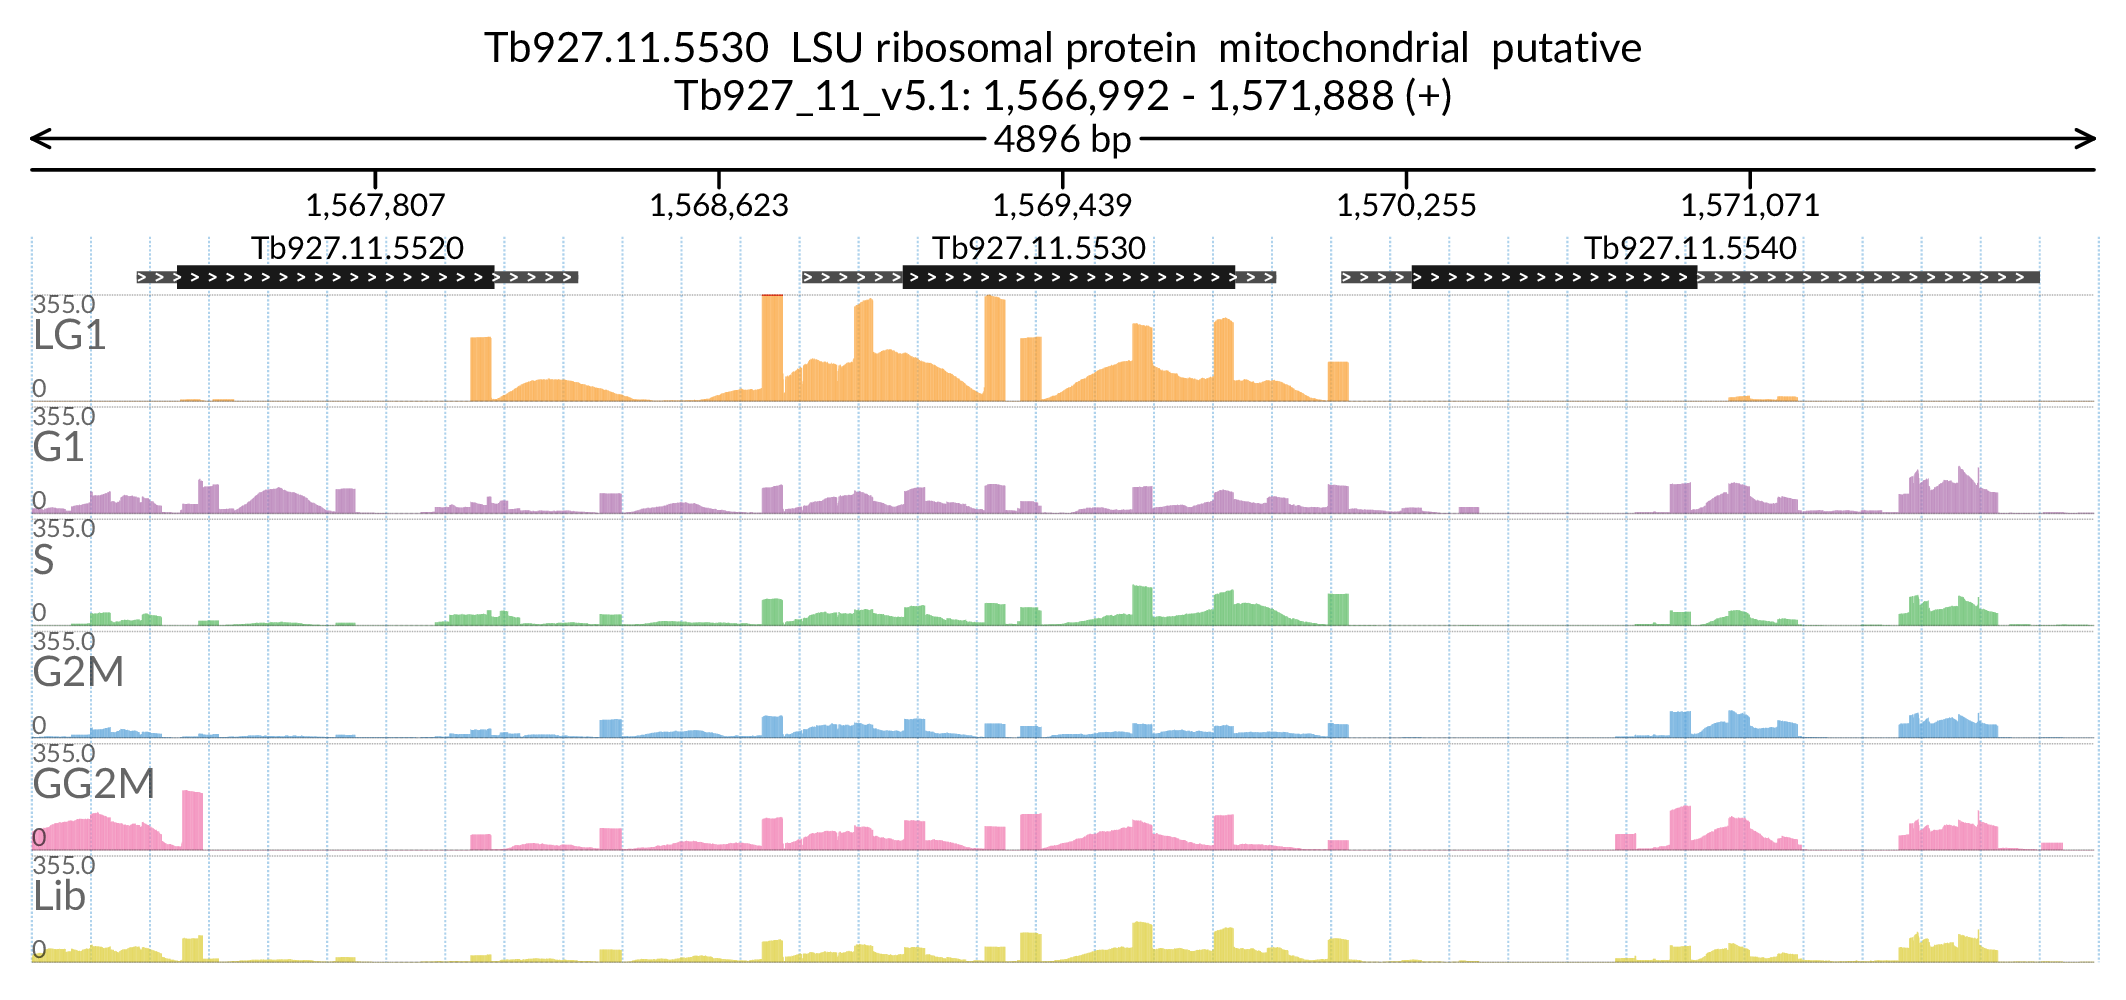 Tb927.11.5530  LSU ribosomal protein  mitochondrial  putative
Tb927_11_v5.1: 1,566,992 - 1,571,888 (+)
4896 bp
1,567,807 1,568,623 1,569,439 1,570,255 1,571,071
Tb927.11.5520 Tb927.11.5530 Tb927.11.5540
355.0
LG1
0
355.0
G1
0
355.0
S
0
355.0
G2M
0
355.0
GG2M
0
355.0
Lib
0